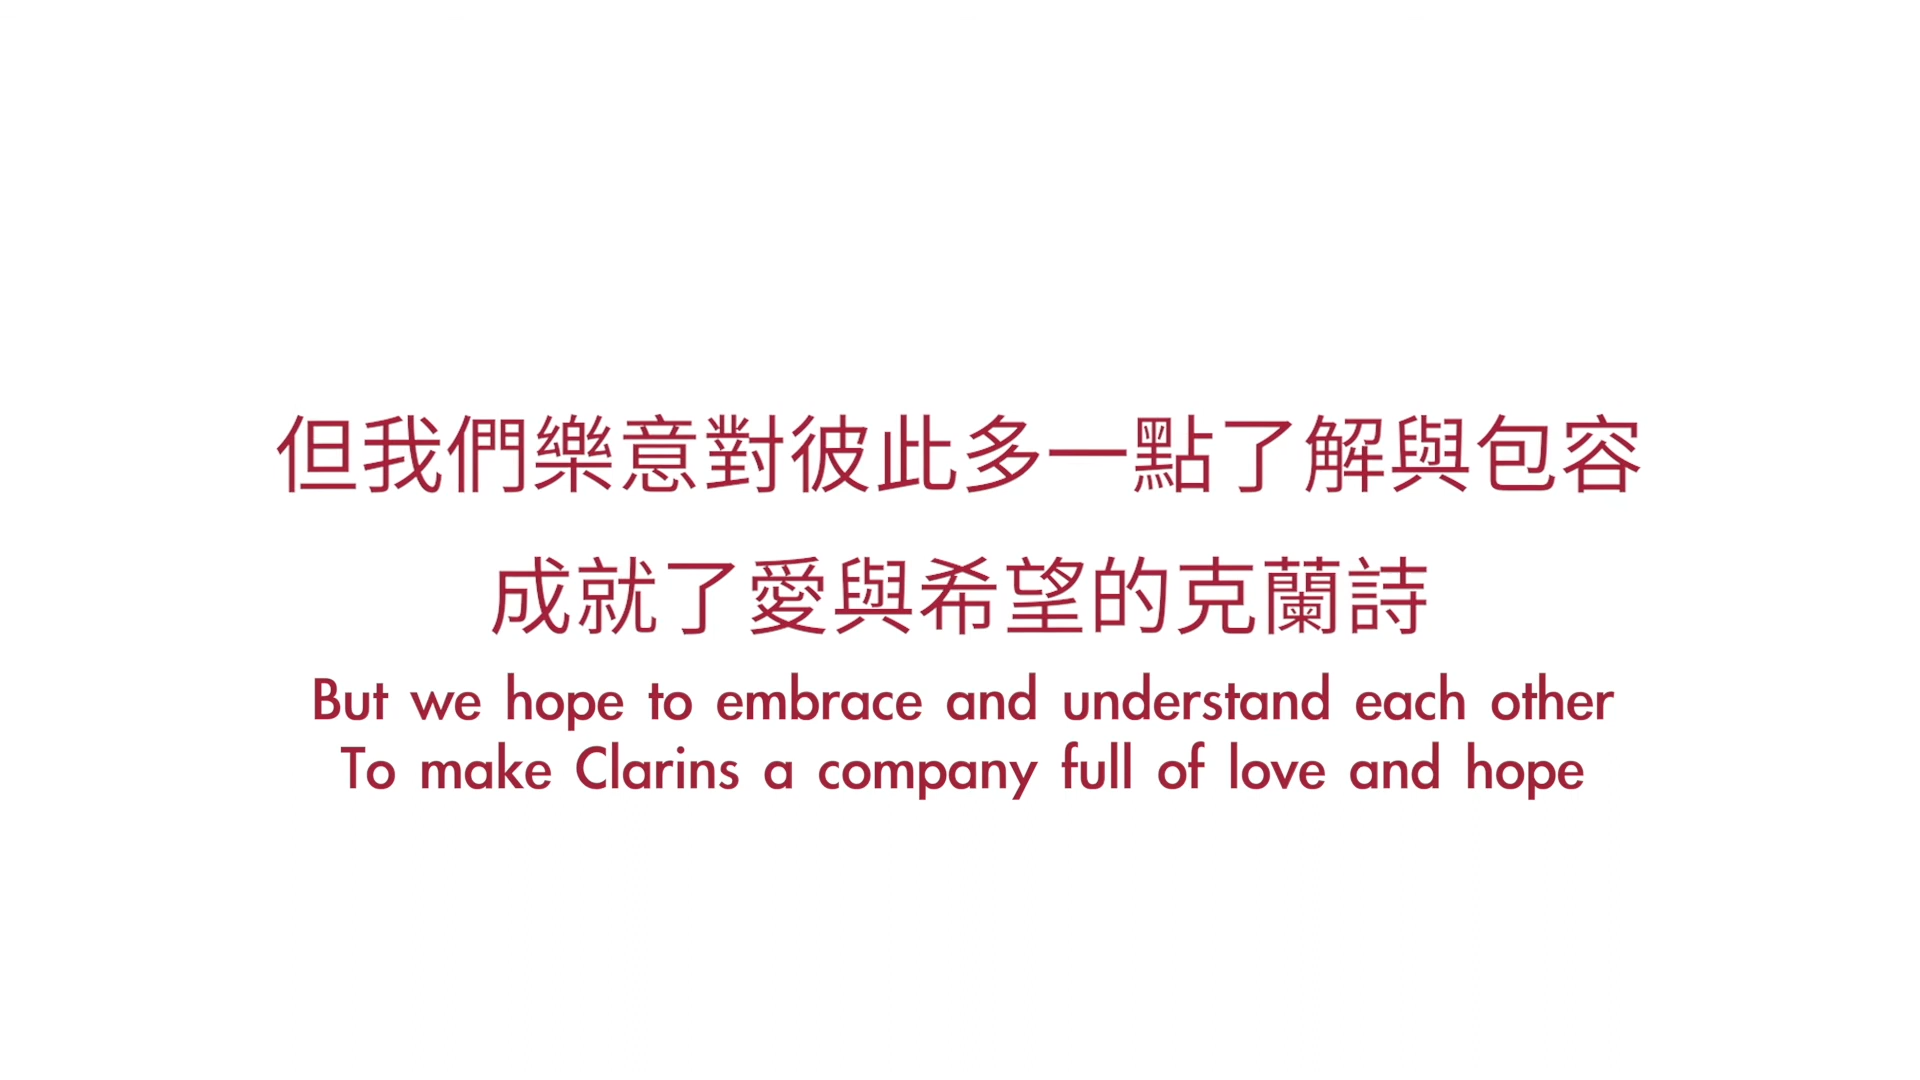 但我們樂意對彼此多一點了解與包容
成就了愛與希望的克蘭詩
But we hope to embrace and understand each other
To make Clarins a company full of love and hope